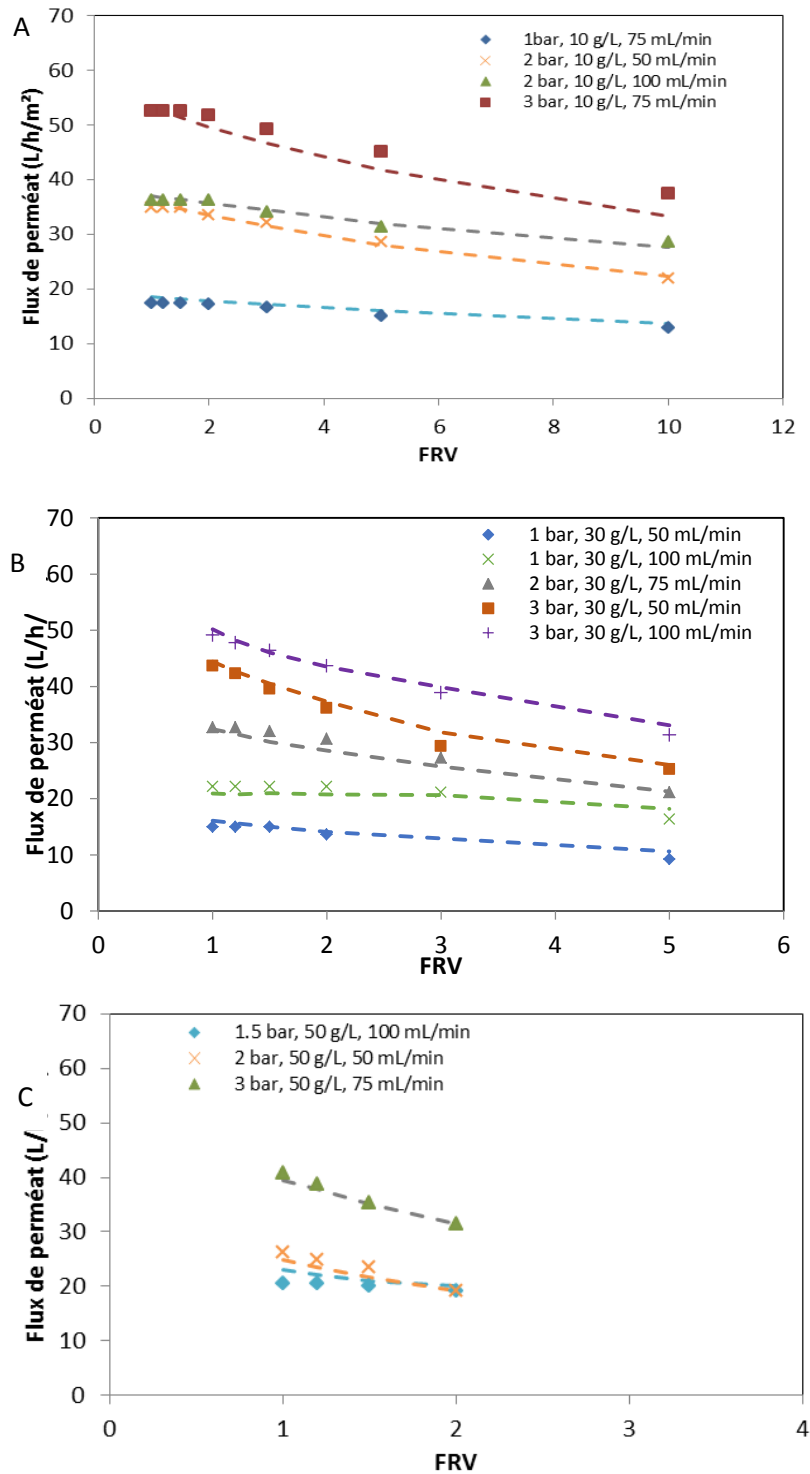 A
Flux de perméat (L/h/m²)
70
60
50
40
30
20
10
0
0 2 4 6 8 10 12
FRV
1bar, 10 g/L, 75 mL/min
2 bar, 10 g/L, 50 mL/min
2 bar, 10 g/L, 100 mL/min
3 bar, 10 g/L, 75 mL/min
B
Flux de perméat (L/h/
70
60
50
40
30
20
10
0
0 1 2 3 4 5 6
FRV
1 bar, 30 g/L, 50 mL/min
1 bar, 30 g/L, 100 mL/min
2 bar, 30 g/L, 75 mL/min
3 bar, 30 g/L, 50 mL/min
3 bar, 30 g/L, 100 mL/min
C
Flux de perméat (L/
70
60
50
40
30
20
10
0
0 1 2 3 4
FRV
1.5 bar, 50 g/L, 100 mL/min
2 bar, 50 g/L, 50 mL/min
3 bar, 50 g/L, 75 mL/min